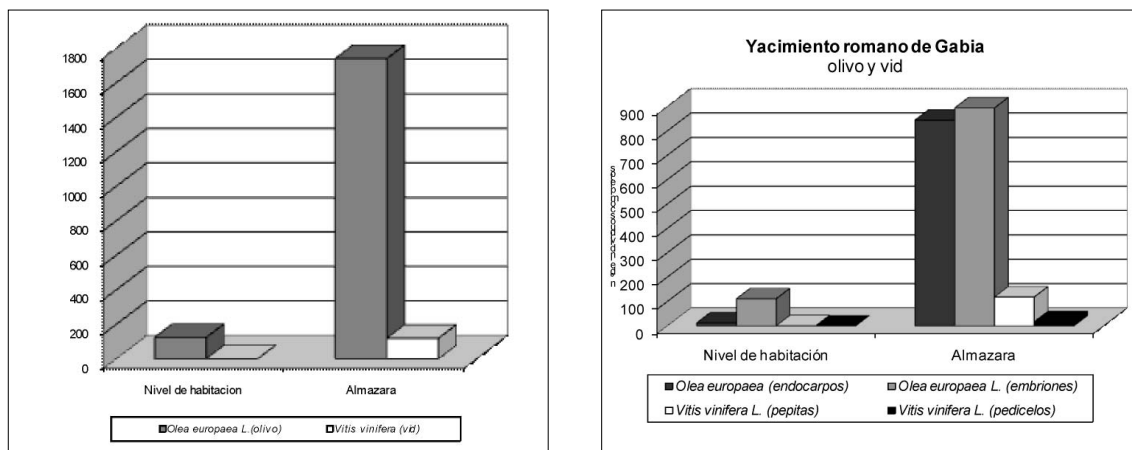 1800
1600
1400
1200
1000
800
600
400
200
0
Nivel de habitacion
Almazara
Olea europaea L.(olivo)
Vitis vinifera (vid)
Yacimiento romano de Gabia
olivo y vid
900
800
700
600
500
400
300
200
100
0
Nivel de habitación
Almazara
Olea europaea (endocarpos)
Olea europaea L. (embriones)
Vitis vinifera L. (pepitas)
Vitis vinifera L. (pedicelos)